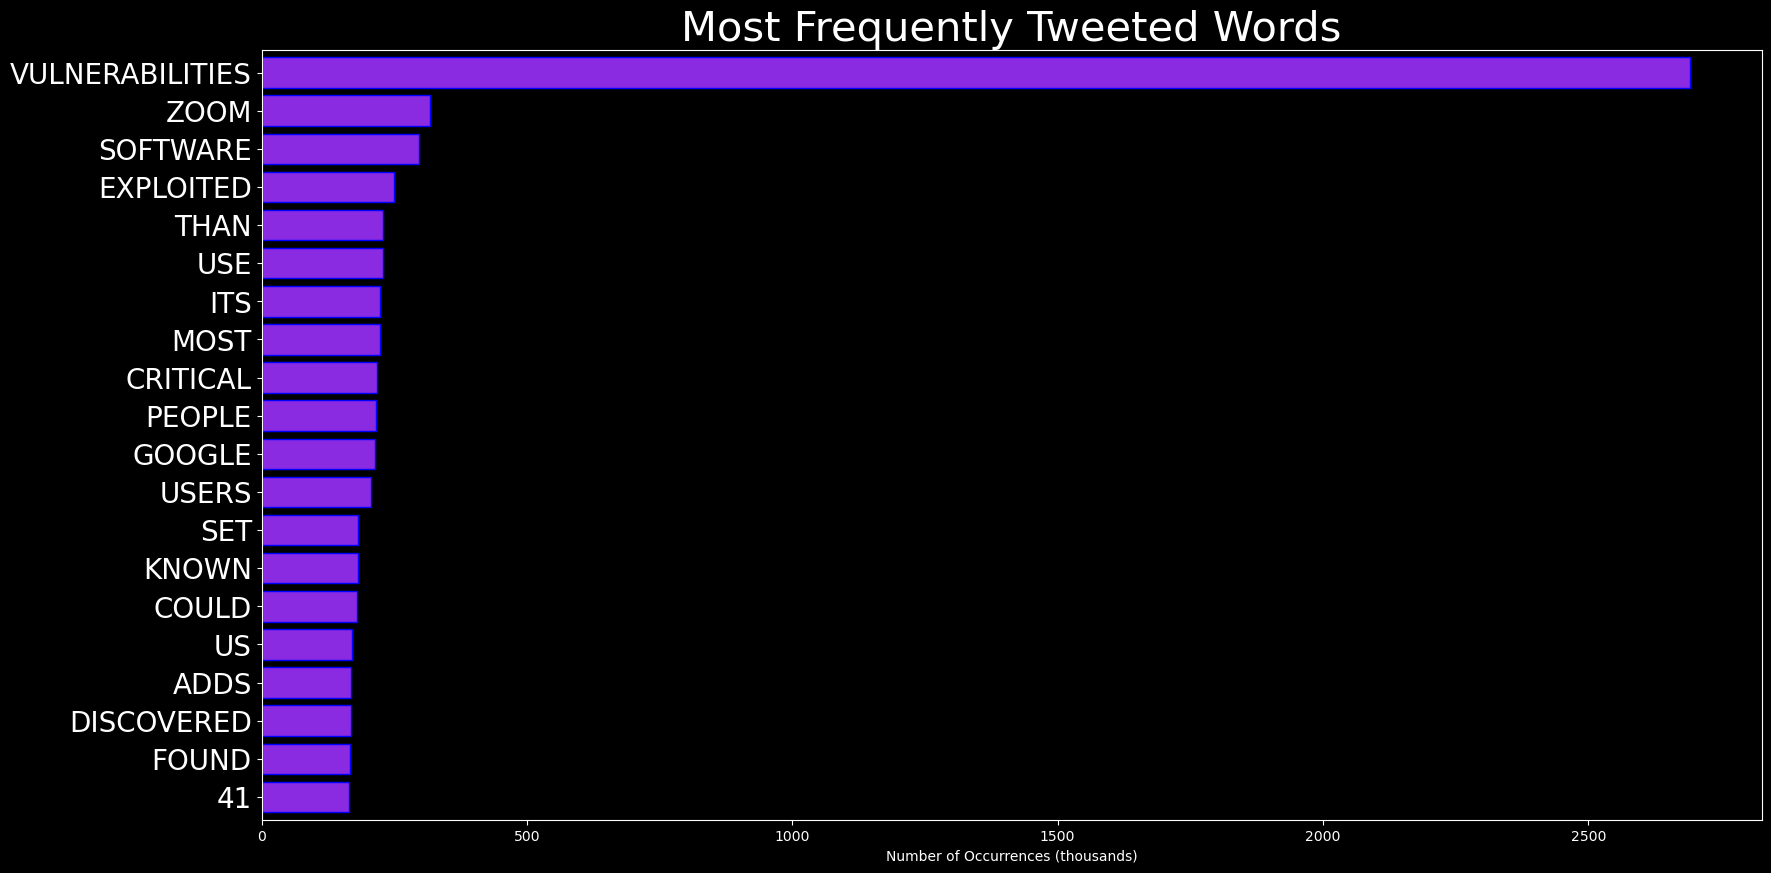 Most Frequently Tweeted Words
VULNERABILITIES
ZOOM
SOFTWARE
EXPLOITED
THAN
USE
ITS
MOST
CRITICAL
PEOPLE
GOOGLE
USERS
SET
KNOWN
COULD
US
ADDS
DISCOVERED
FOUND
41
0 500 1000 1500 2000 2500
Number of Occurrences (thousands)